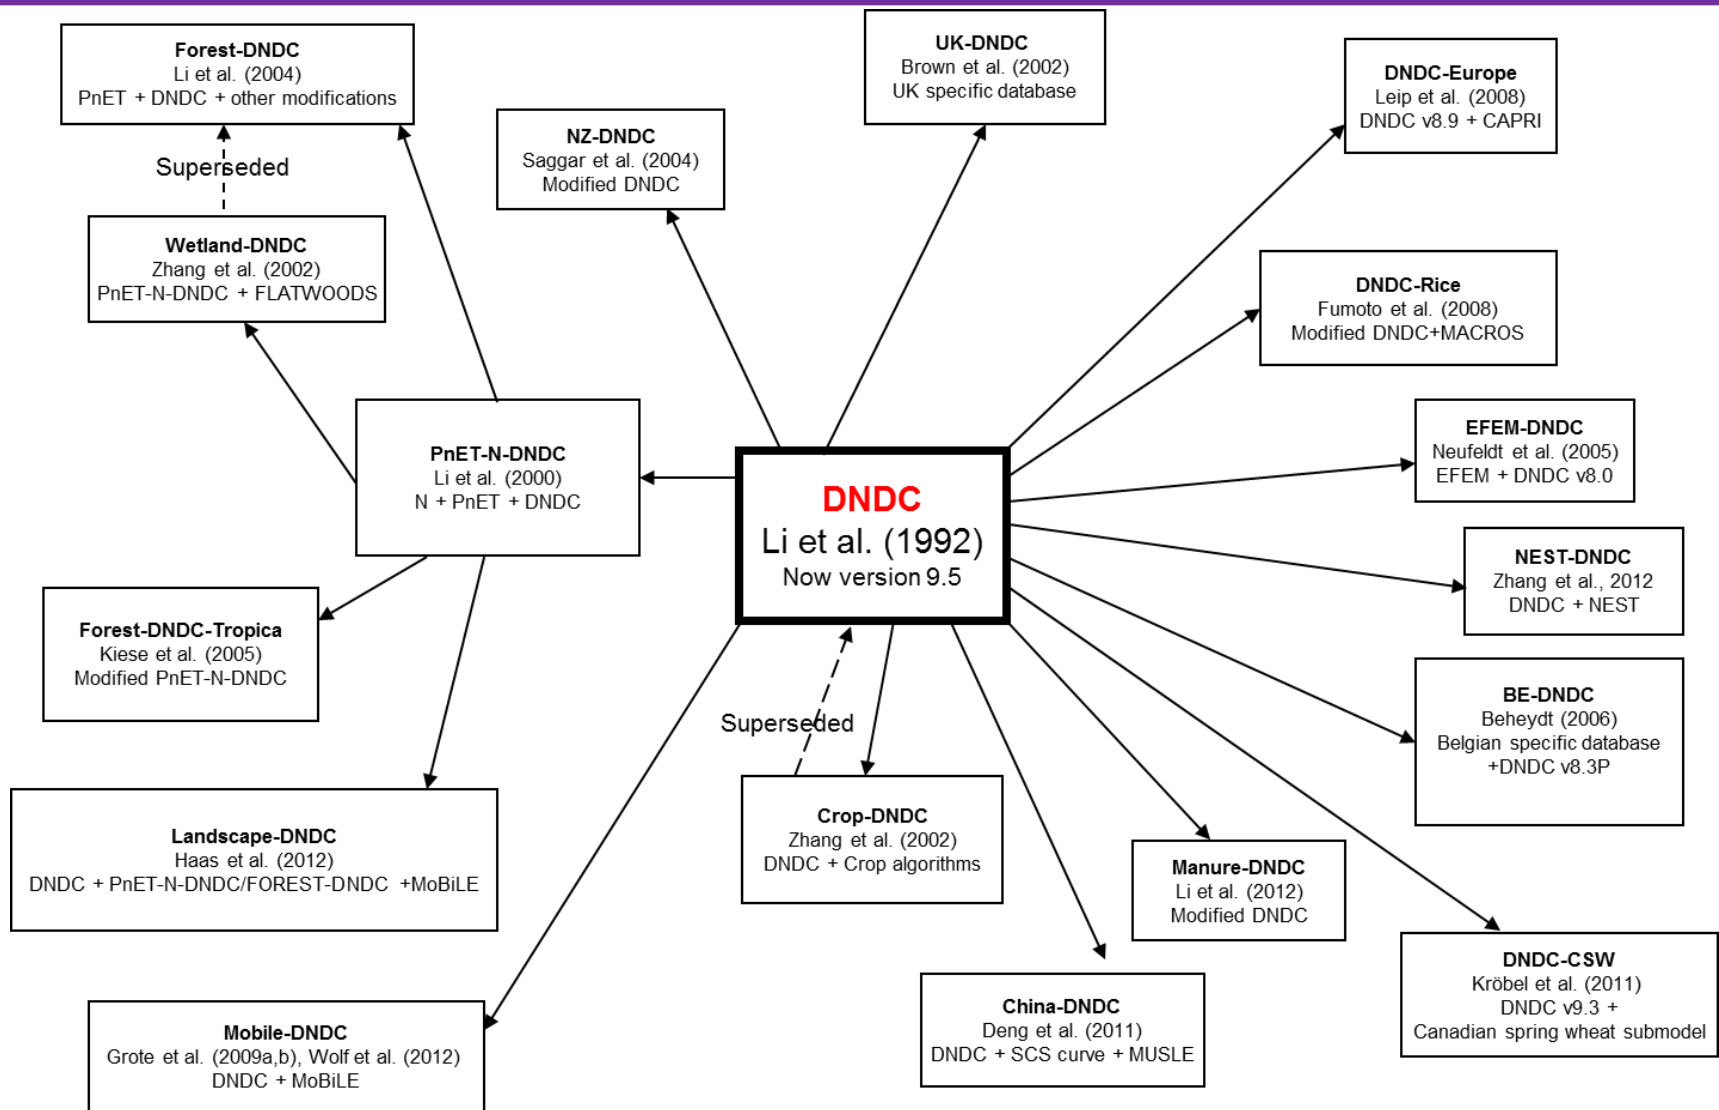 Forest-DNDC
Li et al. (2004)
PnET + DNDC + other modifications
UK-DNDC
Brown et al. (2002)
UK specific database
DNDC-Europe
Leip et al. (2008)
DNDC v8.9 + CAPRI
NZ-DNDC
Saggar et al. (2004)
Modified DNDC
Superseded
Wetland-DNDC
Zhang et al. (2002)
PnET-N-DNDC + FLATWOODS
DNDC-Rice
Fumoto et al. (2008)
Modified DNDC+MACROS
PnET-N-DNDC
Li et al. (2000)
N + PnET + DNDC
DNDC
Li et al. (1992)
Now version 9.5
EFEM-DNDC
Neufeldt et al. (2005)
EFEM + DNDC v8.0
NEST-DNDC
Zhang et al., 2012
DNDC + NEST
Forest-DNDC-Tropica
Kiese et al. (2005)
Modified PnET-N-DNDC
BE-DNDC
Beheydt (2006)
Belgian specific database
+DNDC v8.3P
Superseded
Landscape-DNDC
Haas et al. (2012)
DNDC + PnET-N-DNDC/FOREST-DNDC +MoBiLE
Crop-DNDC
Zhang et al. (2002)
DNDC + Crop algorithms
Manure-DNDC
Li et al. (2012)
Modified DNDC
DNDC-CSW
Kröbel et al. (2011)
DNDC v9.3 +
Canadian spring wheat submodel
China-DNDC
Deng et al. (2011)
DNDC + SCS curve + MUSLE
Mobile-DNDC
Grote et al. (2009a,b), Wolf et al. (2012)
DNDC + MoBiLE